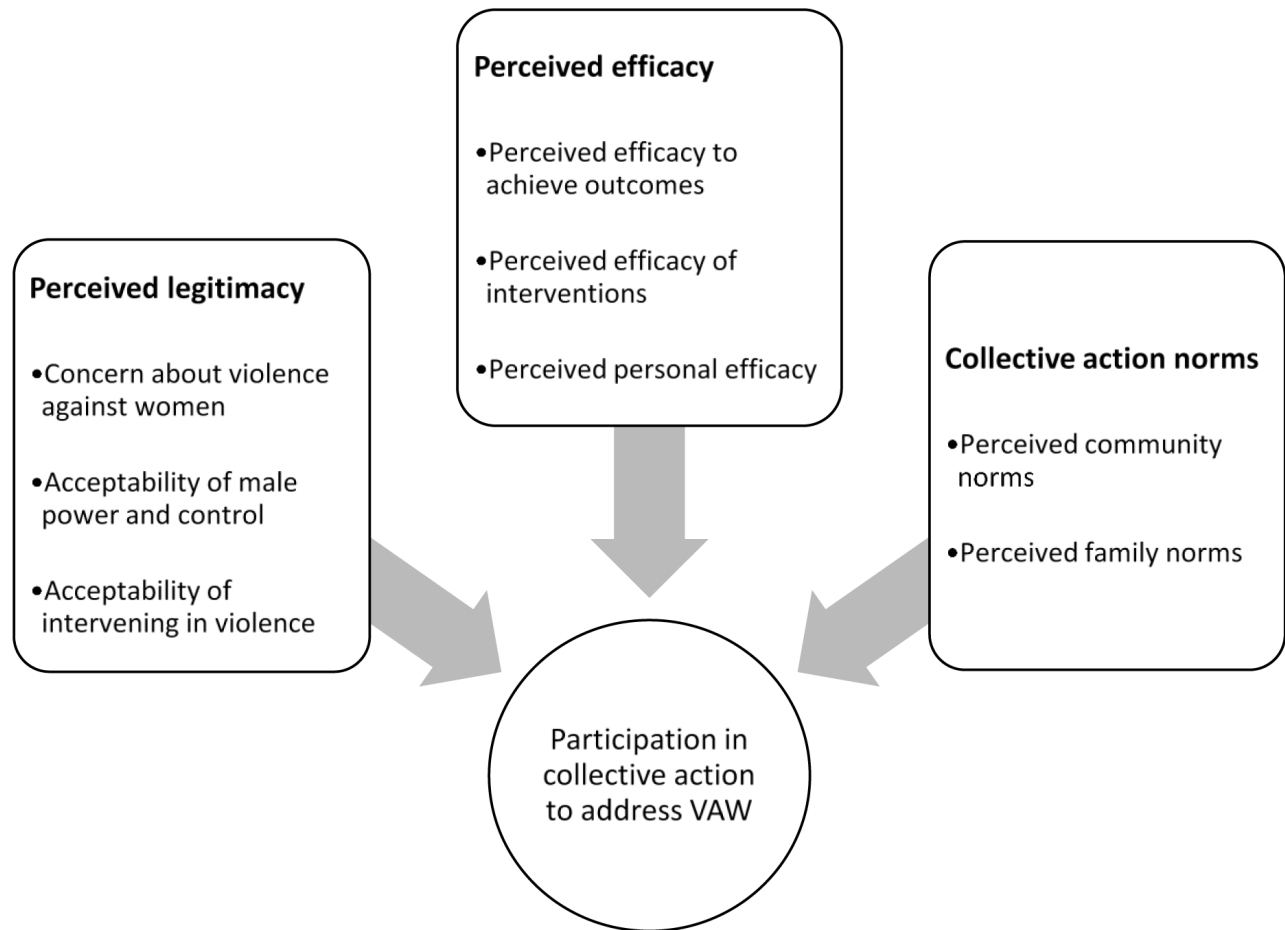 Perceived efficacy
•Perceived efficacy to
achieve outcomes
•Perceived efficacy of
interventions
•Perceived personal efficacy
Perceived legitimacy
•Concern about violence
against women
•Acceptability of male
power and control
•Acceptability of
intervening in violence
Collective action norms
•Perceived community
norms
•Perceived family norms
Participation in
collective action
to address VAW